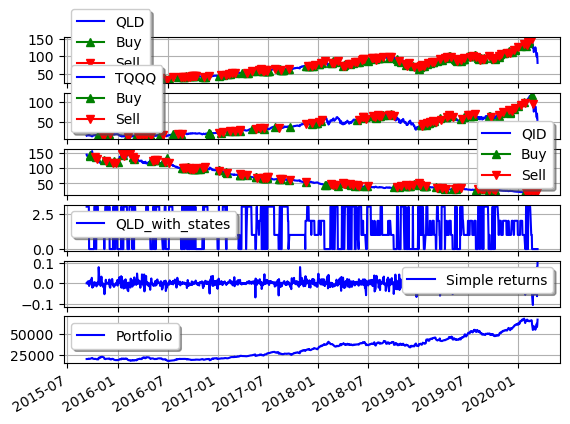 QLD
Buy
Sell
150
100
50
TQQQ
Buy
Sell
100
50
QID
Buy
Sell
150
100
50
QLD_with_states
2.5
0.0
Simple returns
0.1
0.0
−0.1
Portfolio
50000
25000
2015-07
2016-01
2016-07
2017-01
2017-07
2018-01
2018-07
2019-01
2019-07
2020-01